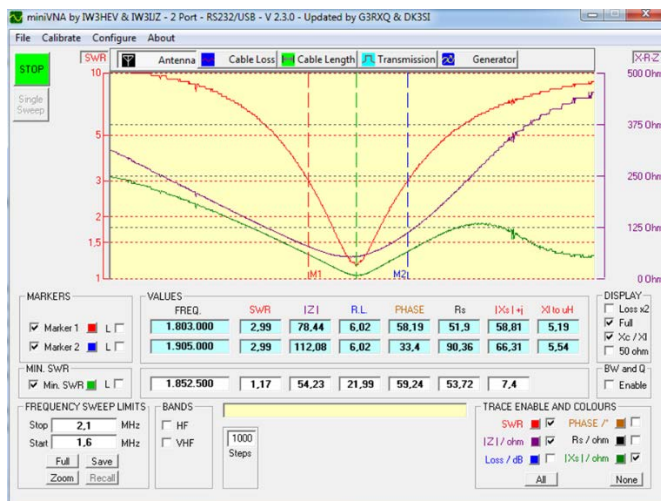 miniVNA by IW3HEV & IW3IJZ - 2 Port - RS232/USB - V 2.3.0 - Updated by G3RXQ & DK3SI
File Calibrate Configure About
STOP
Single Sweep
SWR
Antenna Cable Loss Cable Length Transmission Generator
X-R-Z
10
5
3
2
1,5
1
M1
M2
500 Ohm
375 Ohm
250 Ohm
125 Ohm
0 Ohm
MARKERS
Marker 1 L
Marker 2 L
VALUES
FREQ. SWR |Z| R.L. PHASE Rs |Xs|+j Xl to uH
1.803.000 2,99 78,44 6,02 58,19 51,9 58,81 5,19
1.905.000 2,99 112,08 6,02 33,4 90,36 66,31 5,54
DISPLAY
Loss x2
Full
Xc / Xl
50 ohm
MIN. SWR
Min. SWR L
1.852.500 1,17 54,23 21,99 59,24 53,72 7,4
BW and Q
Enable
FREQUENCY SWEEP LIMITS
Stop 2,1 MHz
Start 1,6 MHz
Full Save
Zoom Recall
BANDS
HF
VHF
1000
Steps
TRACE ENABLE AND COLOURS
SWR PHASE /°
|Z| / ohm Rs / ohm
Loss / dB |Xs| / ohm
All None